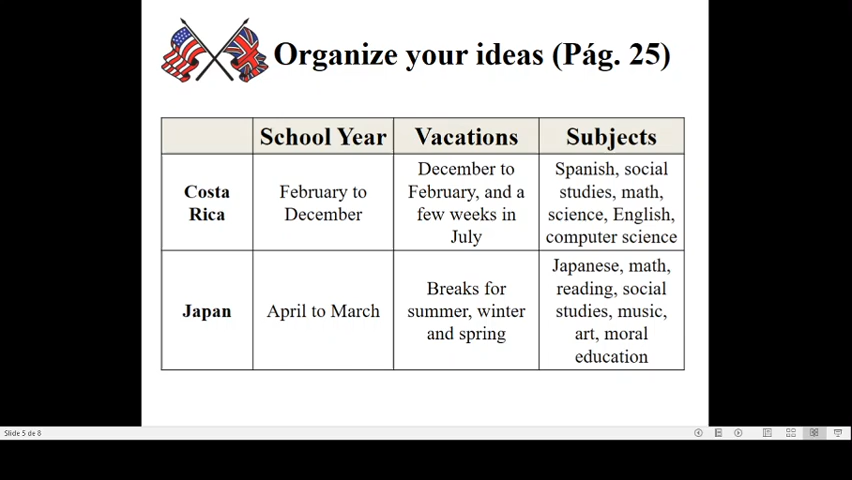 Organize your ideas (Pág. 25)
School Year
Vacations
Subjects
Costa
Rica
February to
December
December to
February, and a
few weeks in
July
Spanish, social
studies, math,
science, English,
computer science
Japan
April to March
Breaks for
summer, winter
and spring
Japanese, math,
reading, social
studies, music,
art, moral
education
Slide 5 de 8